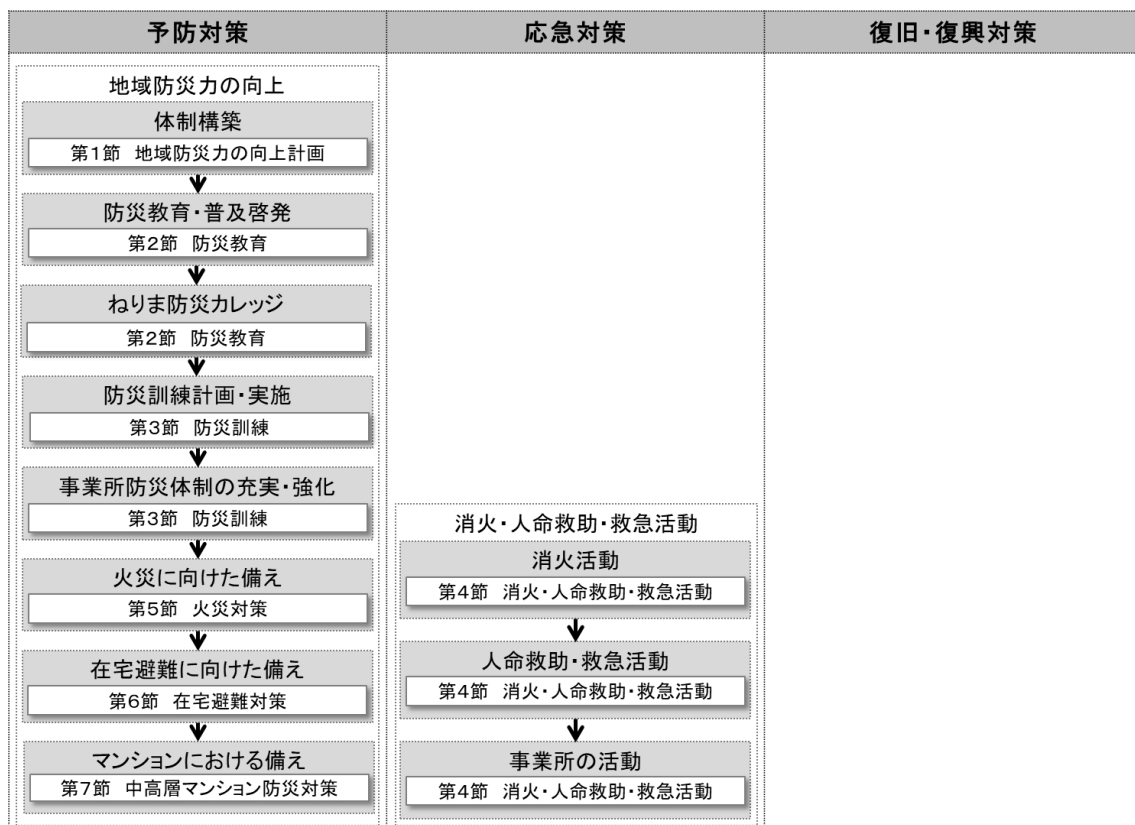 予防対策
応急対策
復旧・復興対策
地域防災力の向上
体制構築
第1節 地域防災力の向上計画
防災教育・普及啓発
第2節 防災教育
ねりま防災カレッジ
第2節 防災教育
防災訓練計画・実施
第3節 防災訓練
事業所防災体制の充実・強化
第3節 防災訓練
火災に向けた備え
第5節 火災対策
在宅避難に向けた備え
第6節 在宅避難対策
マンションにおける備え
第7節 中高層マンション防災対策
消火・人命救助・救急活動
消火活動
第4節 消火・人命救助・救急活動
人命救助・救急活動
第4節 消火・人命救助・救急活動
事業所の活動
第4節 消火・人命救助・救急活動